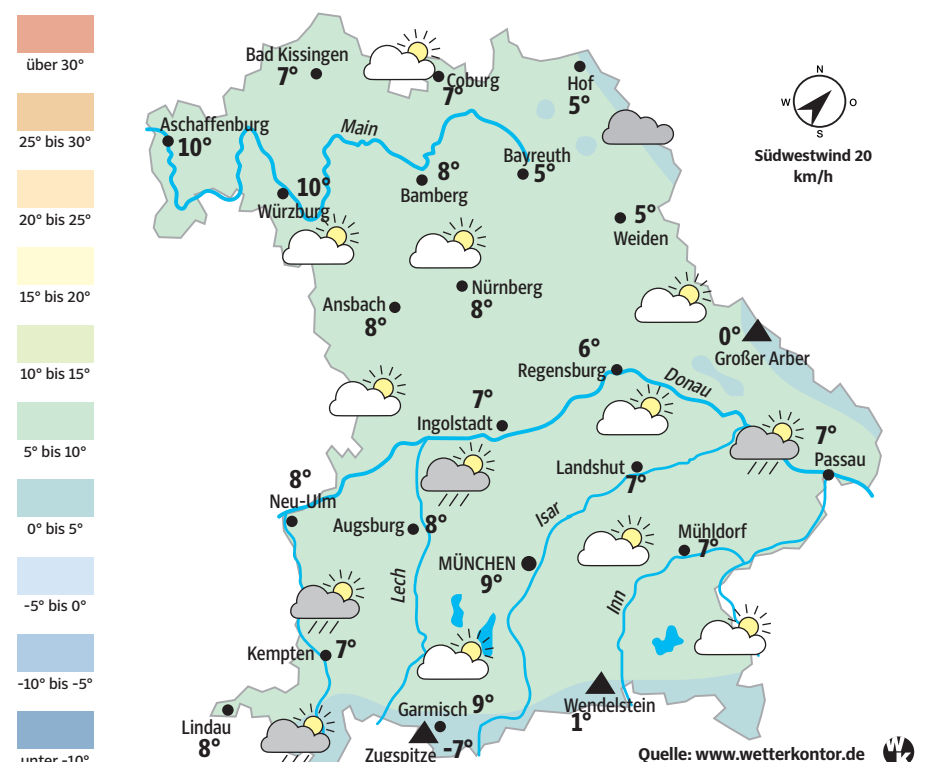 über 30°
25° bis 30°
20° bis 25°
15° bis 20°
10° bis 15°
5° bis 10°
0° bis 5°
-5° bis 0°
-10° bis -5°
unter -10°
Bad Kissingen
7°
Coburg
7°
Hof
5°
N
W O
S
Südwestwind 20
km/h
Aschaffenburg
10°
Main
Bayreuth
5°
8°
Bamberg
10°
Würzburg
5°
Weiden
Nürnberg
8°
Ansbach
8°
0°
Großer Arber
6°
Regensburg
Donau
7°
Ingolstadt
7°
Passau
Landshut
7°
8°
Neu-Ulm
Augsburg 8°
Isar
Mühldorf
7°
MÜNCHEN
9°
Lech
Inn
Kempten 7°
Lindau
8°
Garmisch 9°
Zugspitze -7°
Wendelstein
1°
Quelle: www.wetterkontor.de
WK